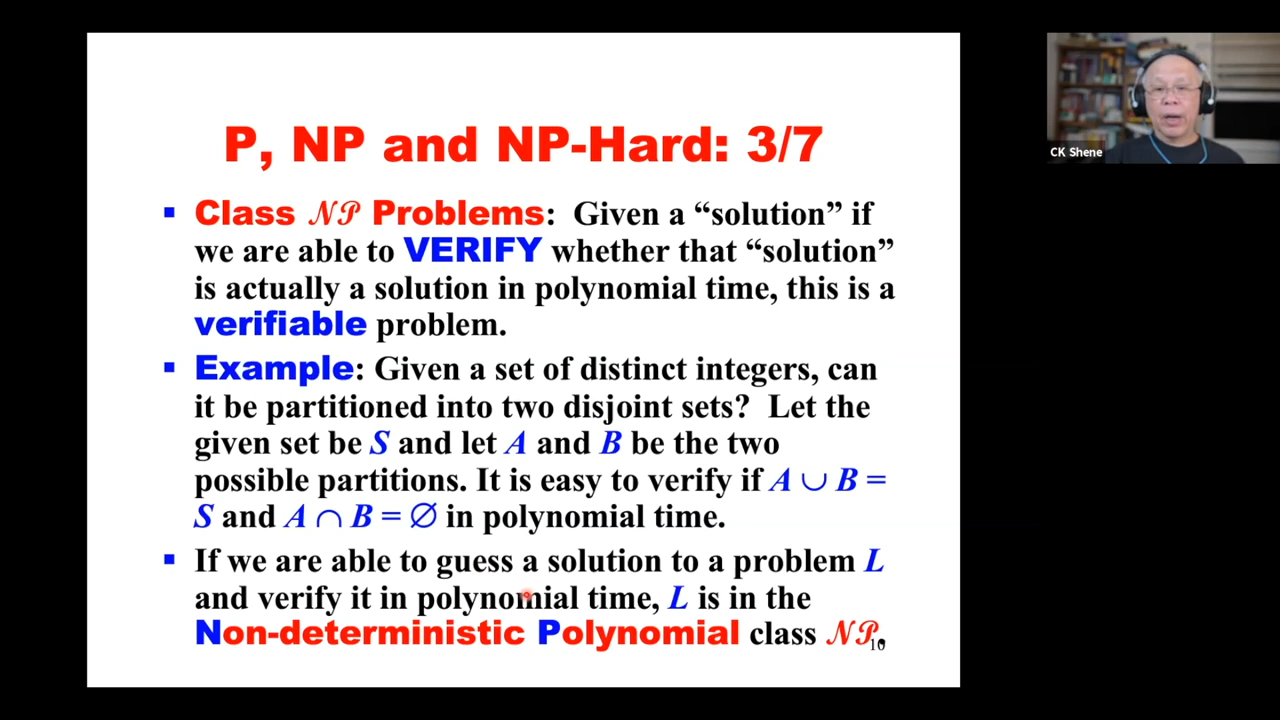 P, NP and NP-Hard: 3/7
▪ Class 𝒩𝒫 Problems: Given a “solution” if
we are able to VERIFY whether that “solution”
is actually a solution in polynomial time, this is a
verifiable problem.
▪ Example: Given a set of distinct integers, can
it be partitioned into two disjoint sets? Let the
given set be S and let A and B be the two
possible partitions. It is easy to verify if A ∪ B =
S and A ∩ B = ∅ in polynomial time.
▪ If we are able to guess a solution to a problem L
and verify it in polynomial time, L is in the
Non-deterministic Polynomial class 𝒩𝒫.
10
CK Shene